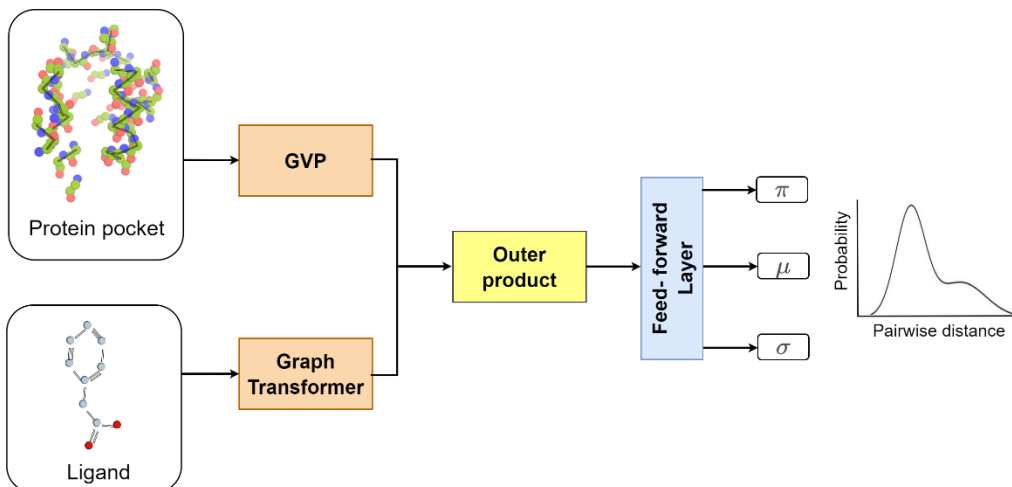 Protein pocket
GVP
Ligand
Graph
Transformer
Outer
product
Feed- forward
Layer
π
μ
σ
Probability
Pairwise distance